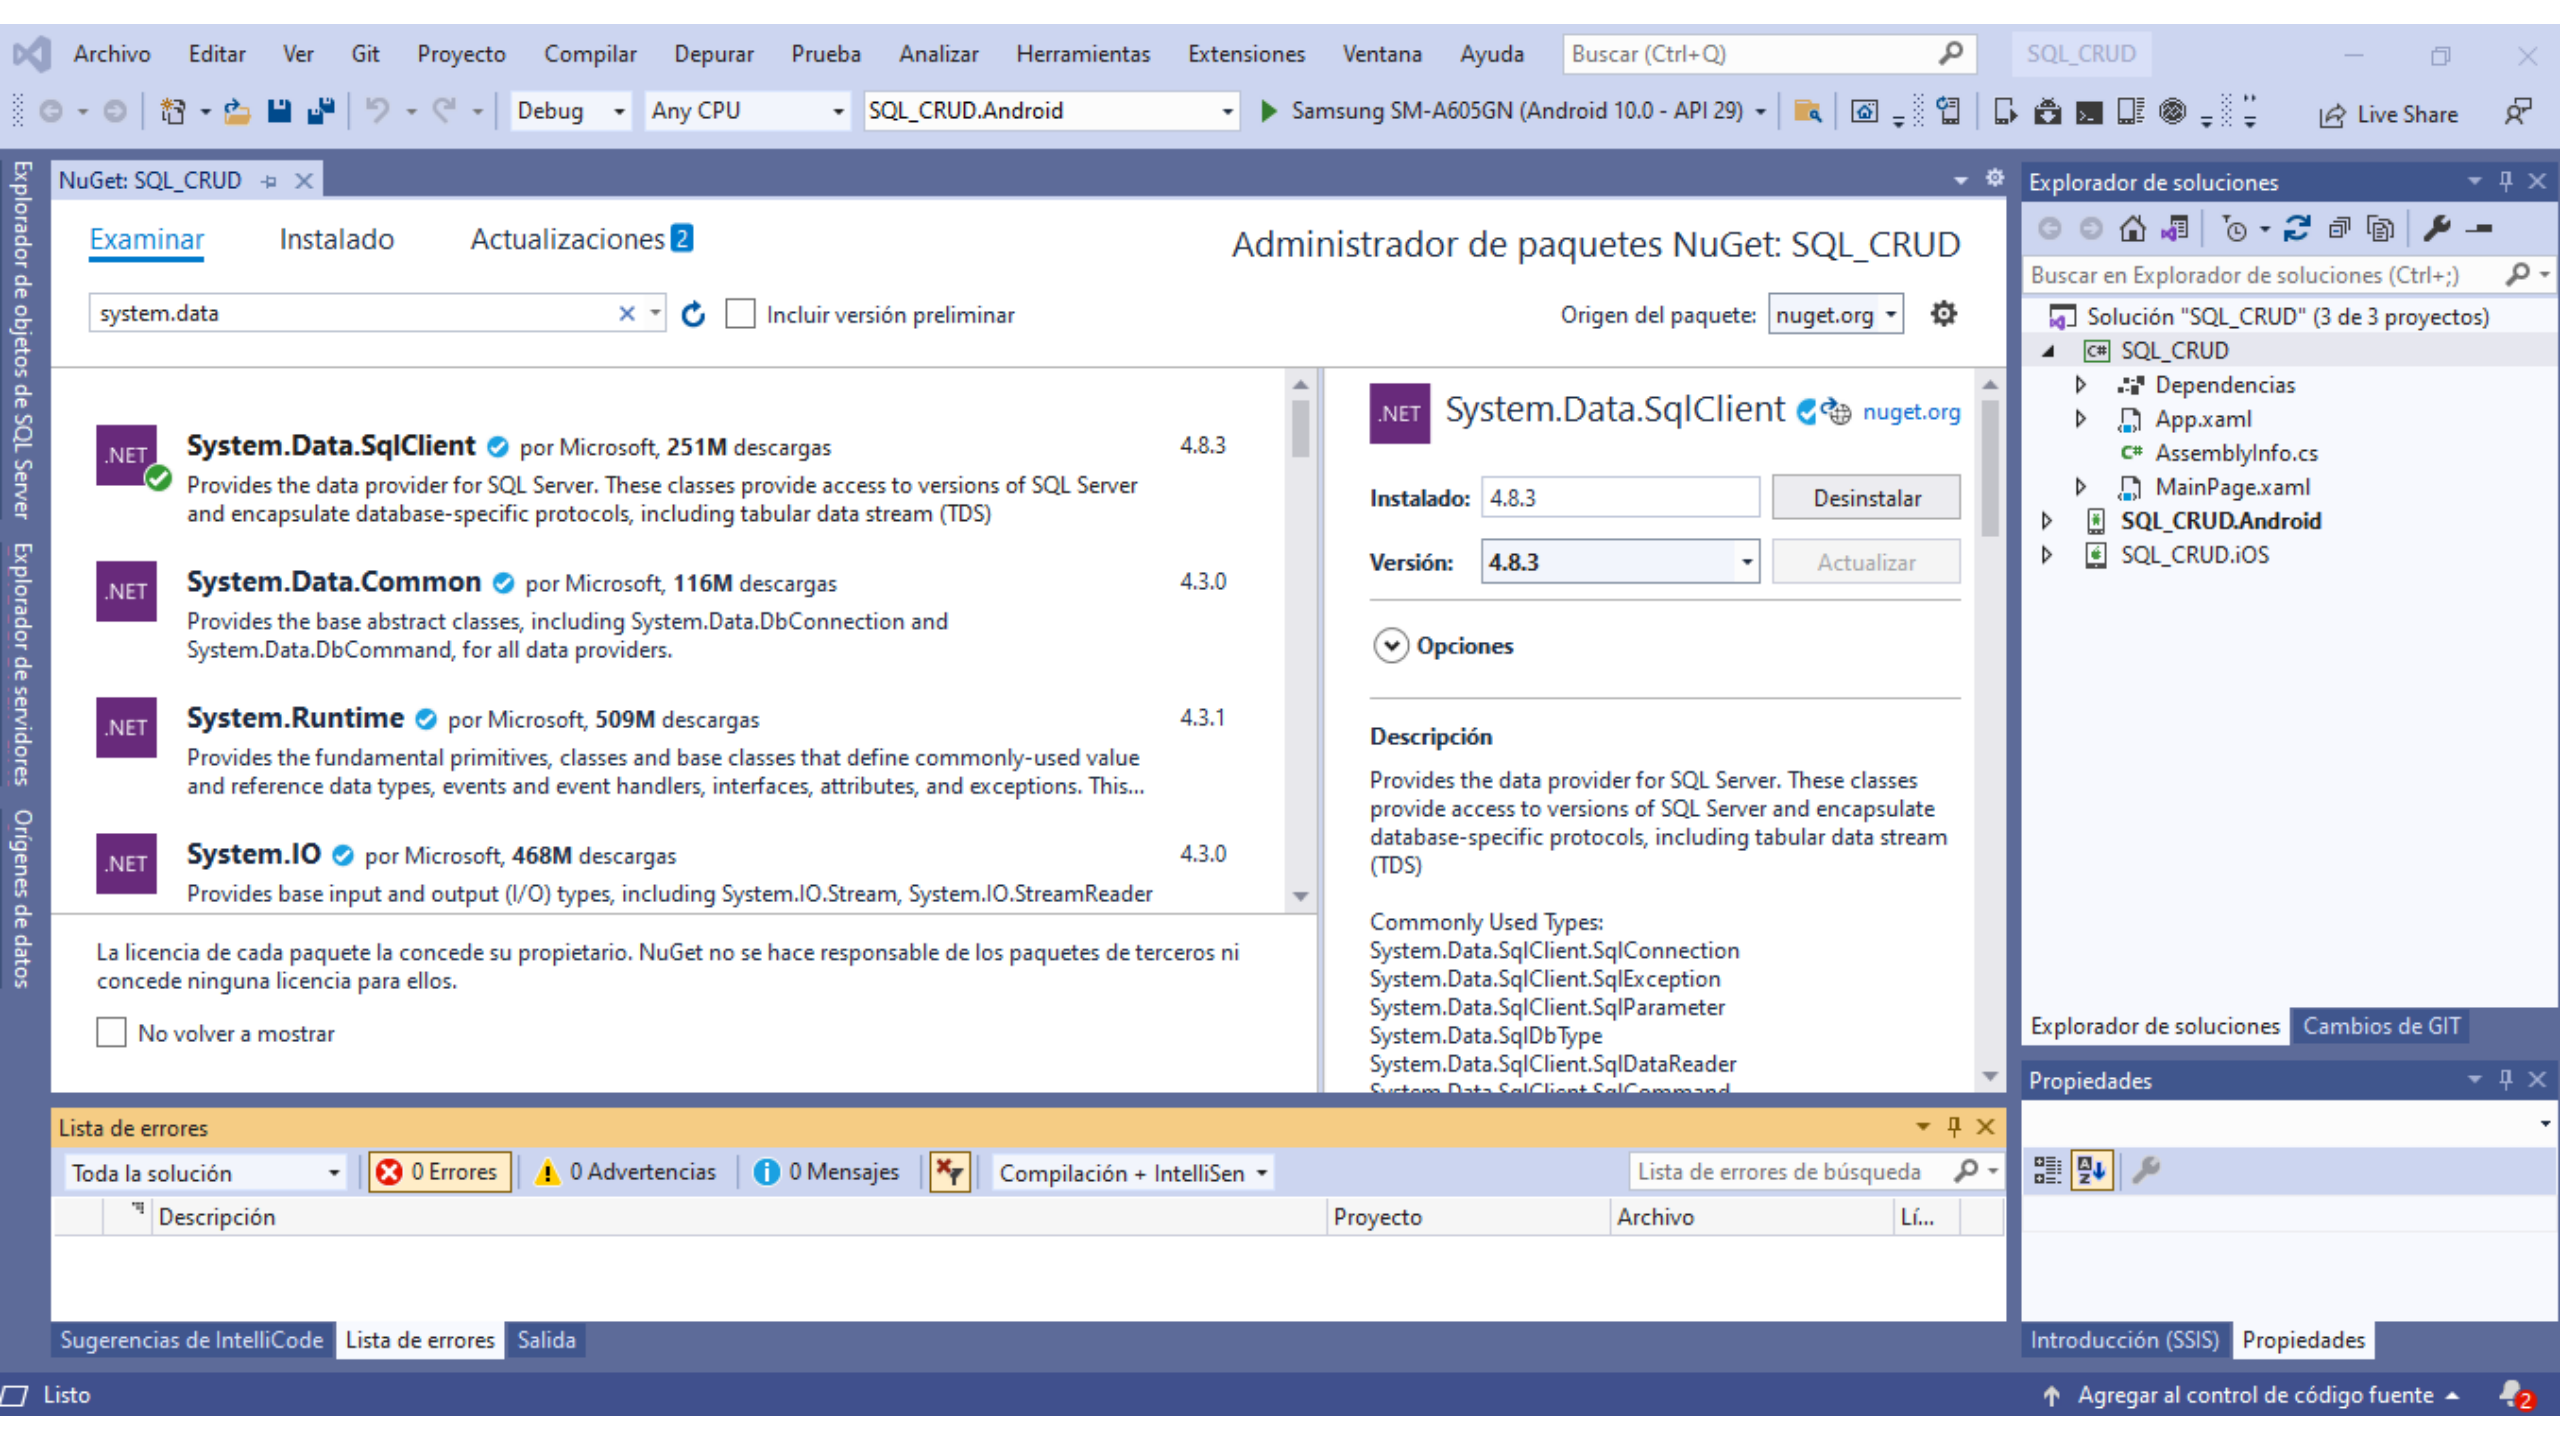 Archivo Editar Ver Git Proyecto Compilar Depurar Prueba Analizar Herramientas Extensiones Ventana Ayuda Buscar (Ctrl+Q) SQL_CRUD
Debug Any CPU SQL_CRUD.Android Samsung SM-A605GN (Android 10.0 - API 29) Live Share
Explorador de objetos de SQL Server
Explorador de servidores
Orígenes de datos
NuGet: SQL_CRUD
Examinar Instalado Actualizaciones 2
Administrador de paquetes NuGet: SQL_CRUD
system.data Incluir versión preliminar Origen del paquete: nuget.org
.NET System.Data.SqlClient por Microsoft, 251M descargas 4.8.3
Provides the data provider for SQL Server. These classes provide access to versions of SQL Server
and encapsulate database-specific protocols, including tabular data stream (TDS)
.NET System.Data.Common por Microsoft, 116M descargas 4.3.0
Provides the base abstract classes, including System.Data.DbConnection and
System.Data.DbCommand, for all data providers.
.NET System.Runtime por Microsoft, 509M descargas 4.3.1
Provides the fundamental primitives, classes and base classes that define commonly-used value
and reference data types, events and event handlers, interfaces, attributes, and exceptions. This...
.NET System.IO por Microsoft, 468M descargas 4.3.0
Provides base input and output (I/O) types, including System.IO.Stream, System.IO.StreamReader
La licencia de cada paquete la concede su propietario. NuGet no se hace responsable de los paquetes de terceros ni
concede ninguna licencia para ellos.
No volver a mostrar
.NET System.Data.SqlClient nuget.org
Instalado: 4.8.3 Desinstalar
Versión: 4.8.3 Actualizar
Opciones
Descripción
Provides the data provider for SQL Server. These classes
provide access to versions of SQL Server and encapsulate
database-specific protocols, including tabular data stream
(TDS)
Commonly Used Types:
System.Data.SqlClient.SqlConnection
System.Data.SqlClient.SqlException
System.Data.SqlClient.SqlParameter
System.Data.SqlDbType
System.Data.SqlClient.SqlDataReader
System.Data.SqlClient.SqlCommand
Explorador de soluciones
Buscar en Explorador de soluciones (Ctrl+;)
Solución "SQL_CRUD" (3 de 3 proyectos)
C# SQL_CRUD
Dependencias
App.xaml
C# AssemblyInfo.cs
MainPage.xaml
SQL_CRUD.Android
SQL_CRUD.iOS
Explorador de soluciones Cambios de GIT
Propiedades
Introducción (SSIS) Propiedades
Lista de errores
Toda la solución 0 Errores 0 Advertencias 0 Mensajes Compilación + IntelliSen Lista de errores de búsqueda
Descripción Proyecto Archivo Lí...
Sugerencias de IntelliCode Lista de errores Salida
Listo Agregar al control de código fuente 2